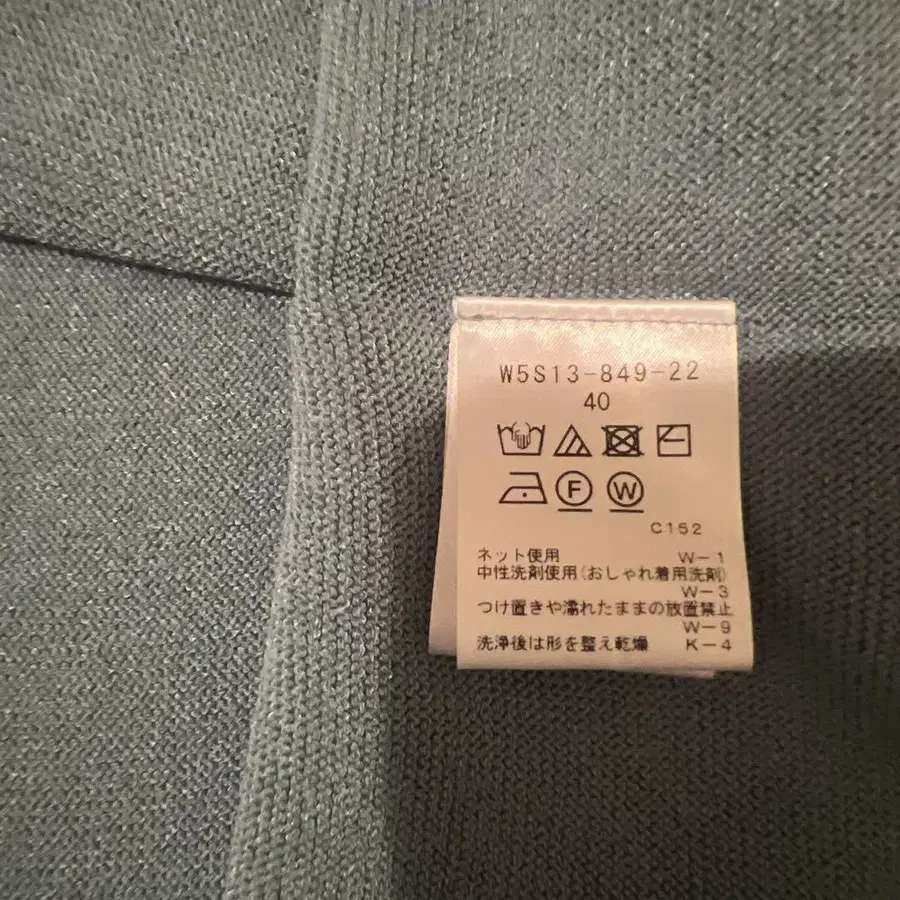 W5S13-849-22
40
F W
C152
ネット使用 W-1
中性洗剤使用(おしゃれ着用洗剤)
W-3
つけ置きや濡れたままの放置禁止
W-9
洗浄後は形を整え乾燥 K-4